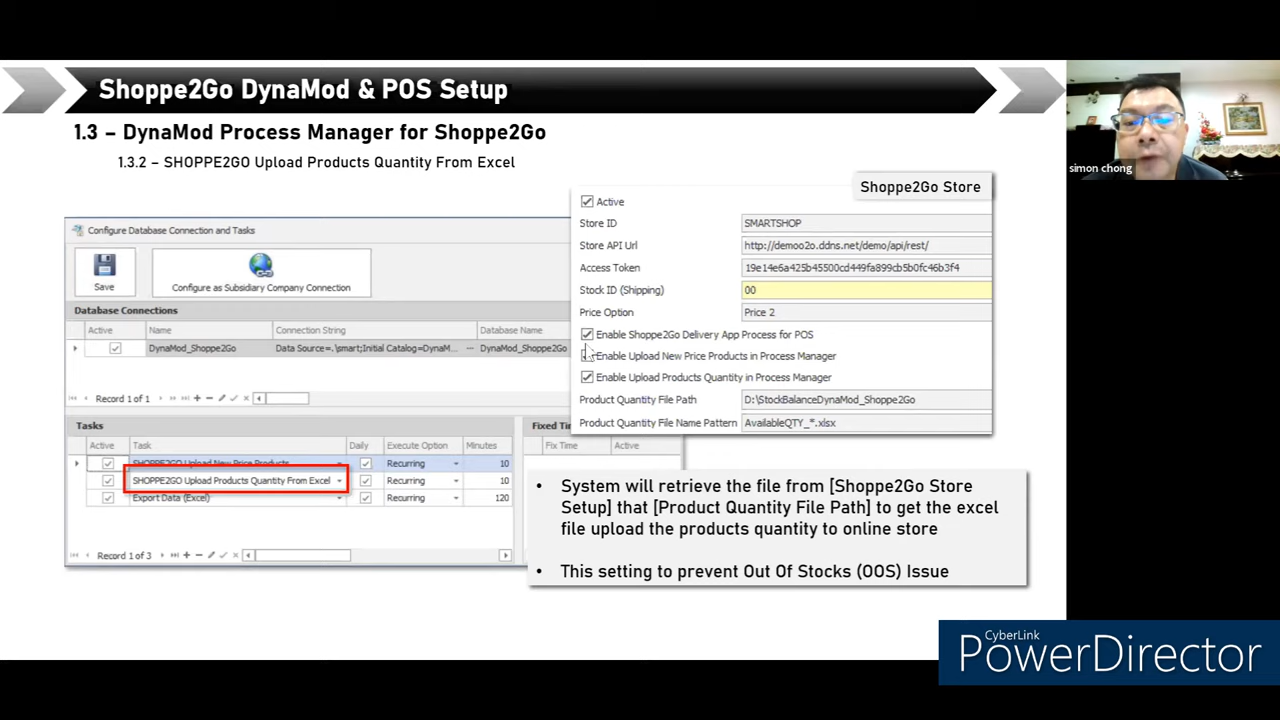 Shoppe2Go DynaMod & POS Setup
simon chong
1.3 – DynaMod Process Manager for Shoppe2Go
1.3.2 – SHOPPE2GO Upload Products Quantity From Excel
Configure Database Connection and Tasks
Save
Configure as Subsidiary Company Connection
Database Connections
Active Name Connection String Database Name
DynaMod_Shoppe2Go Data Source=.\smart;Initial Catalog=DynaM... DynaMod_Shoppe2Go
Record 1 of 1
Tasks
Active Task Daily Execute Option Minutes
SHOPPE2GO Upload New Price Products Recurring 10
SHOPPE2GO Upload Products Quantity From Excel Recurring 10
Export Data (Excel) Recurring 120
Record 1 of 3
Fixed Tim
Fix Time Active
Shoppe2Go Store
Active
Store ID SMARTSHOP
Store API Url http://demoo2o.ddns.net/demo/api/rest/
Access Token 19e14e6a425b45500cd449fa899cb5b0fc46b3f4
Stock ID (Shipping) 00
Price Option Price 2
Enable Shoppe2Go Delivery App Process for POS
Enable Upload New Price Products in Process Manager
Enable Upload Products Quantity in Process Manager
Product Quantity File Path D:\StockBalanceDynaMod_Shoppe2Go
Product Quantity File Name Pattern AvailableQTY_*.xlsx
• System will retrieve the file from [Shoppe2Go Store
Setup] that [Product Quantity File Path] to get the excel
file upload the products quantity to online store
• This setting to prevent Out Of Stocks (OOS) Issue
CyberLink
PowerDirector